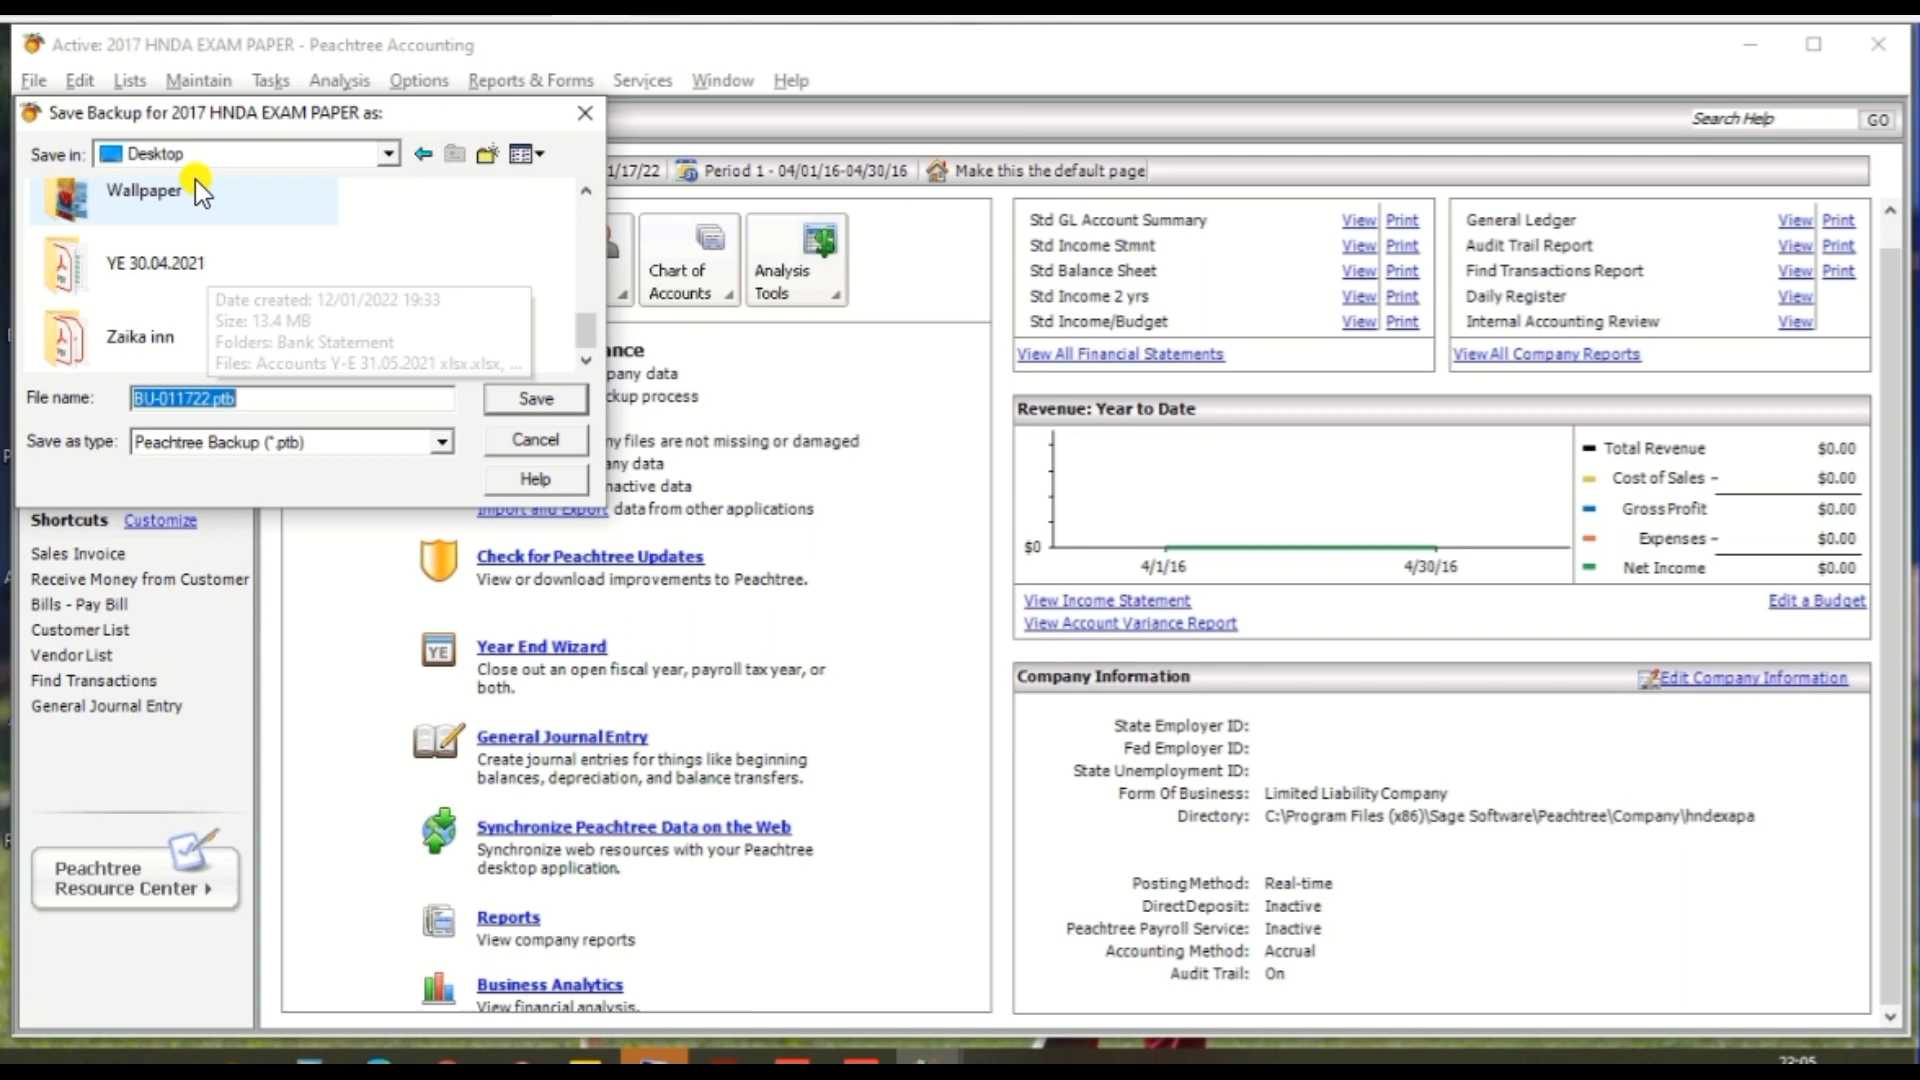 Active: 2017 HNDA EXAM PAPER - Peachtree Accounting
File Edit Lists Maintain Tasks Analysis Options Reports & Forms Services Window Help
Save Backup for 2017 HNDA EXAM PAPER as:
Save in: Desktop
Wallpaper
YE 30.04.2021
Zaika inn
Date created: 12/01/2022 19:33
Size: 13.4 MB
Folders: Bank Statement
Files: Accounts Y-E 31.05.2021 xlsx.xlsx, ...
File name: BU-011722.ptb
Save as type: Peachtree Backup (*.ptb)
Save
Cancel
Help
Search Help GO
1/17/22 Period 1 - 04/01/16-04/30/16 Make this the default page
Chart of
Accounts
Analysis
Tools
data
process
files are not missing or damaged
data
data
Import and Export data from other applications
Check for Peachtree Updates
View or download improvements to Peachtree.
Year End Wizard
Close out an open fiscal year, payroll tax year, or
both.
General Journal Entry
Create journal entries for things like beginning
balances, depreciation, and balance transfers.
Synchronize Peachtree Data on the Web
Synchronize web resources with your Peachtree
desktop application.
Reports
View company reports
Business Analytics
View financial analysis.
Shortcuts Customize
Sales Invoice
Receive Money from Customer
Bills - Pay Bill
Customer List
Vendor List
Find Transactions
General Journal Entry
Peachtree
Resource Center
Std GL Account Summary View Print
Std Income Stmnt View Print
Std Balance Sheet View Print
Std Income 2 yrs View Print
Std Income/Budget View Print
View All Financial Statements
General Ledger View Print
Audit Trail Report View Print
Find Transactions Report View Print
Daily Register View
Internal Accounting Review View
View All Company Reports
Revenue: Year to Date
$0
4/1/16 4/30/16
Total Revenue $0.00
Cost of Sales - $0.00
Gross Profit $0.00
Expenses - $0.00
Net Income $0.00
View Income Statement
View Account Variance Report
Edit a Budget
Company Information
Edit Company Information
State Employer ID:
Fed Employer ID:
State Unemployment ID:
Form Of Business: Limited Liability Company
Directory: C:\Program Files (x86)\Sage Software\Peachtree\Company\hndexapa
Posting Method: Real-time
Direct Deposit: Inactive
Peachtree Payroll Service: Inactive
Accounting Method: Accrual
Audit Trail: On